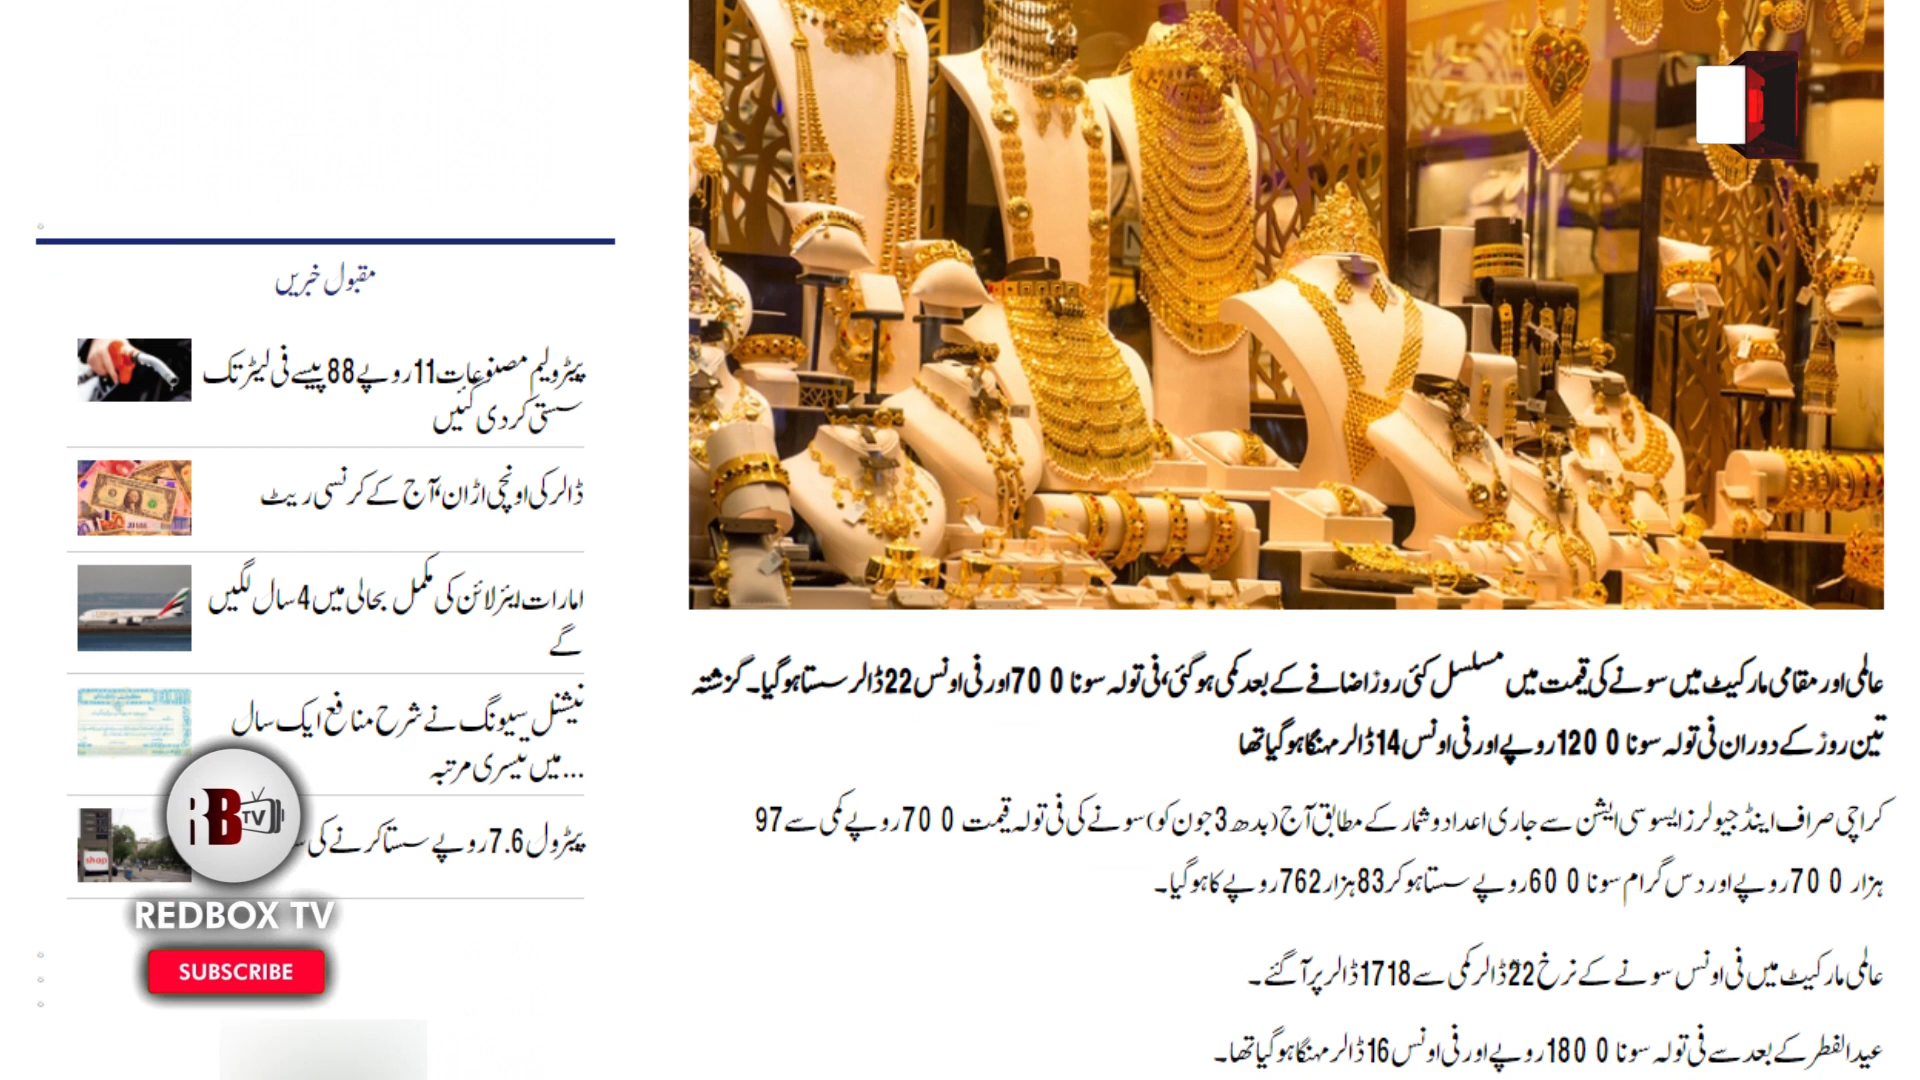 مقبول خبریں
پیٹرولیم مصنوعات 11 روپے 88 پیسے فی لیٹر تک
سستی کردی گئیں
ڈالر کی اونچی اڑان، آج کے کرنسی ریٹ
امارات ایئرلائن کی مکمل بحالی میں 4 سال لگیں
گے
نیشنل سیونگ نے شرح منافع ایک سال
میں تیسری مرتبہ...
پیٹرول 7.6 روپے سستا کرنے کی
RB TV
REDBOX TV
SUBSCRIBE
عالمی اور مقامی مارکیٹ میں سونے کی قیمت میں مسلسل کئی روز اضافے کے بعد کمی ہوگئی، فی تولہ سونا 700 اور فی اونس 22 ڈالر سستا ہوگیا۔ گزشتہ
تین روز کے دوران فی تولہ سونا 1200 روپے اور فی اونس 14 ڈالر مہنگا ہوگیا تھا
کراچی صراف اینڈ جیولرز ایسوسی ایشن سے جاری اعداد و شمار کے مطابق آج (بدھ 3 جون کو) سونے کی فی تولہ قیمت 700 روپے کمی سے 97
ہزار 700 روپے اور دس گرام سونا 600 روپے سستا ہوکر 83 ہزار 762 روپے کا ہوگیا۔
عالمی مارکیٹ میں فی اونس سونے کے نرخ 22 ڈالر کمی سے 1718 ڈالر پر آگئے۔
عیدالفطر کے بعد سے فی تولہ سونا 1800 روپے اور فی اونس 16 ڈالر مہنگا ہوگیا تھا۔